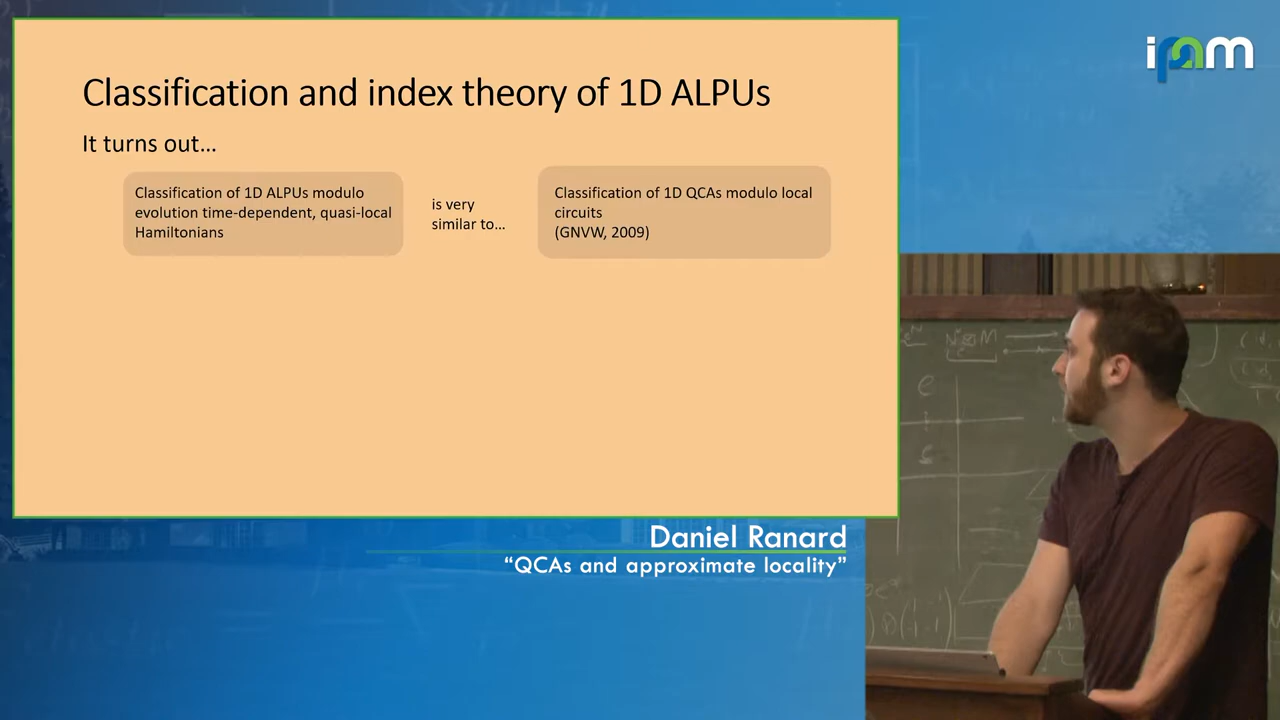 ipam
Classification and index theory of 1D ALPUs
It turns out…
Classification of 1D ALPUs modulo
evolution time-dependent, quasi-local
Hamiltonians
is very
similar to…
Classification of 1D QCAs modulo local
circuits
(GNVW, 2009)
Daniel Ranard
“QCAs and approximate locality”